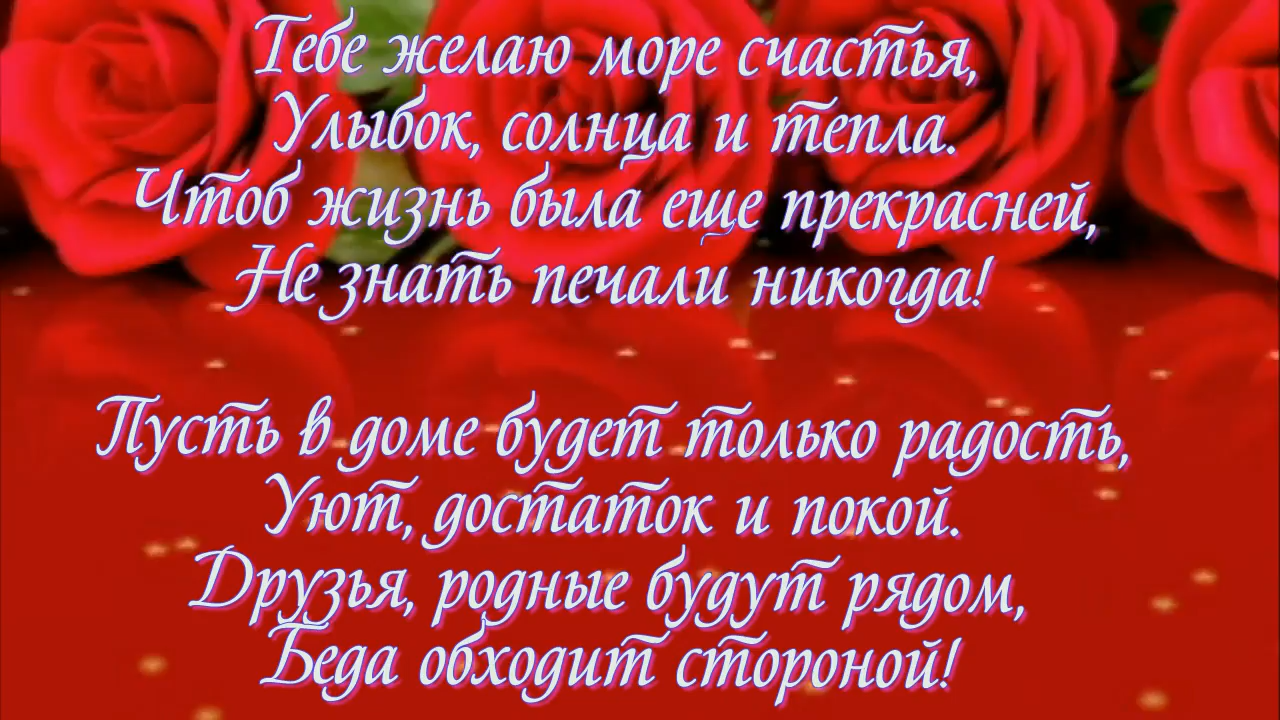 Тебе желаю море счастья,
Улыбок, солнца и тепла.
Чтоб жизнь была еще прекрасней,
Не знать печали никогда!
Пусть в доме будет только радость,
Уют, достаток и покой.
Друзья, родные будут рядом,
Беда обходит стороной!